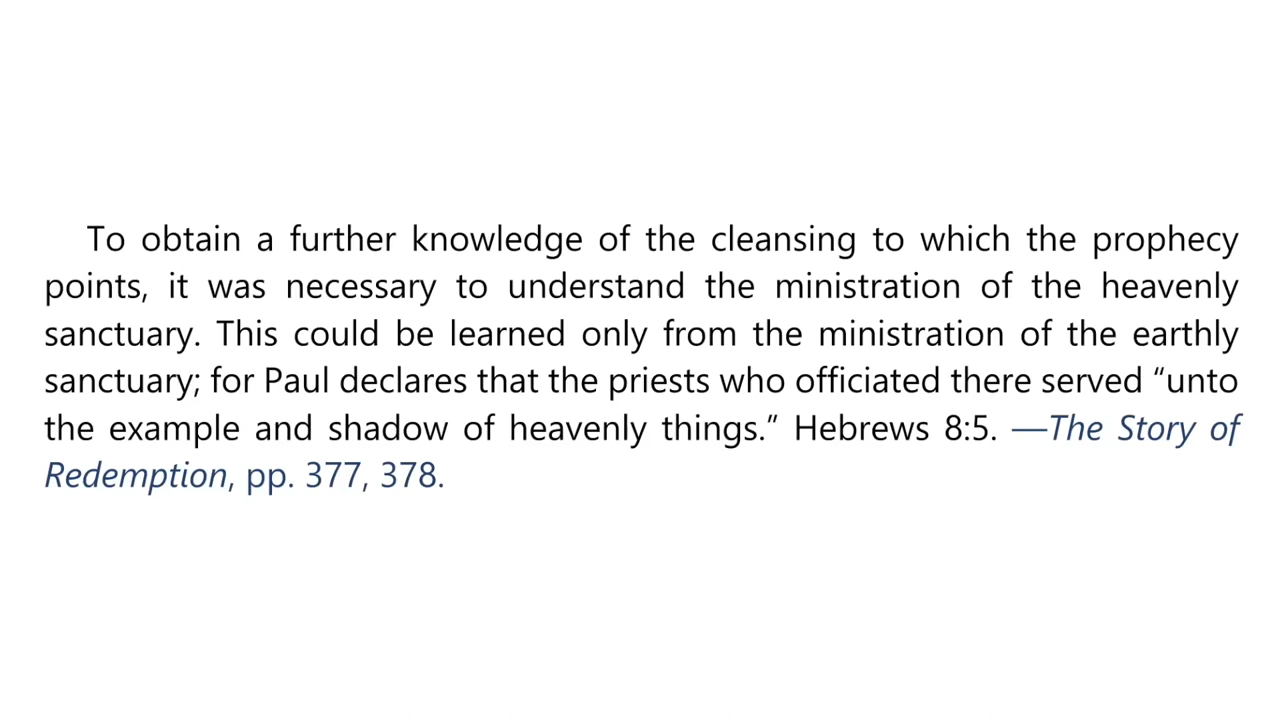 To obtain a further knowledge of the cleansing to which the prophecy
points, it was necessary to understand the ministration of the heavenly
sanctuary. This could be learned only from the ministration of the earthly
sanctuary; for Paul declares that the priests who officiated there served “unto
the example and shadow of heavenly things.” Hebrews 8:5. —The Story of
Redemption, pp. 377, 378.